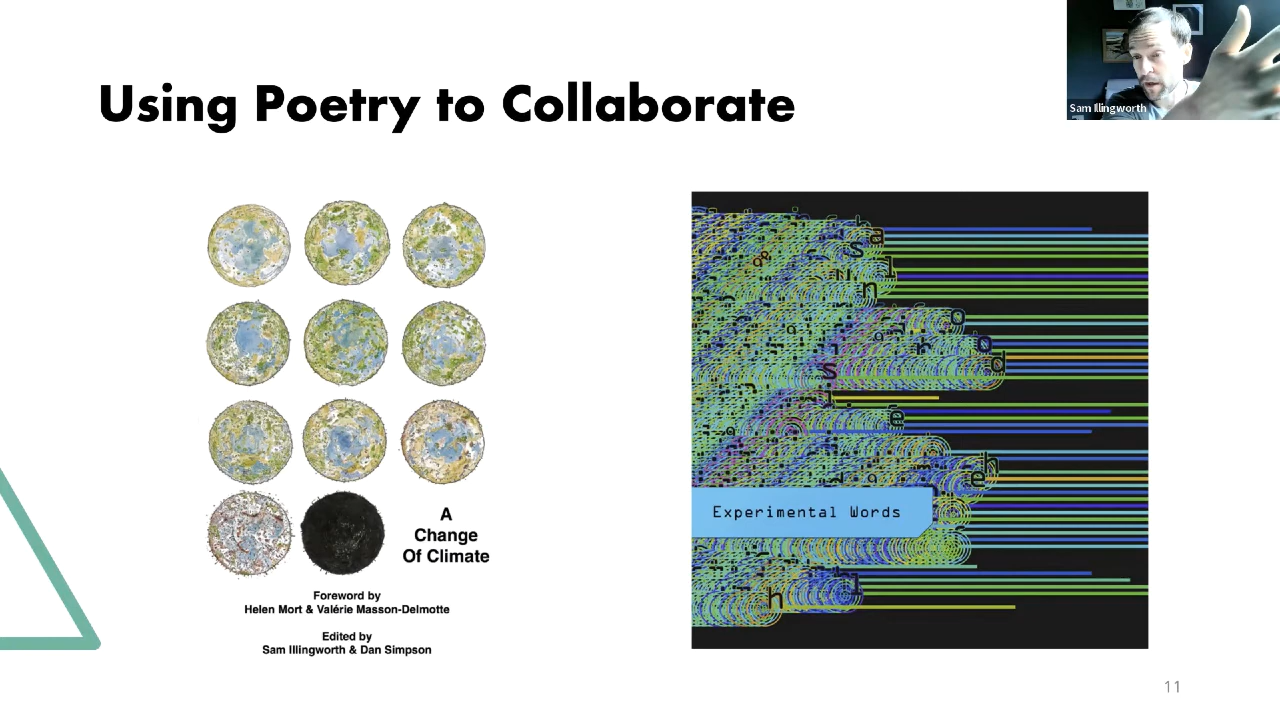 Using Poetry to Collaborate
Sam Illingworth
A
Change
Of Climate
Foreword by
Helen Mort & Valérie Masson-Delmotte
Edited by
Sam Illingworth & Dan Simpson
Experimental Words
11